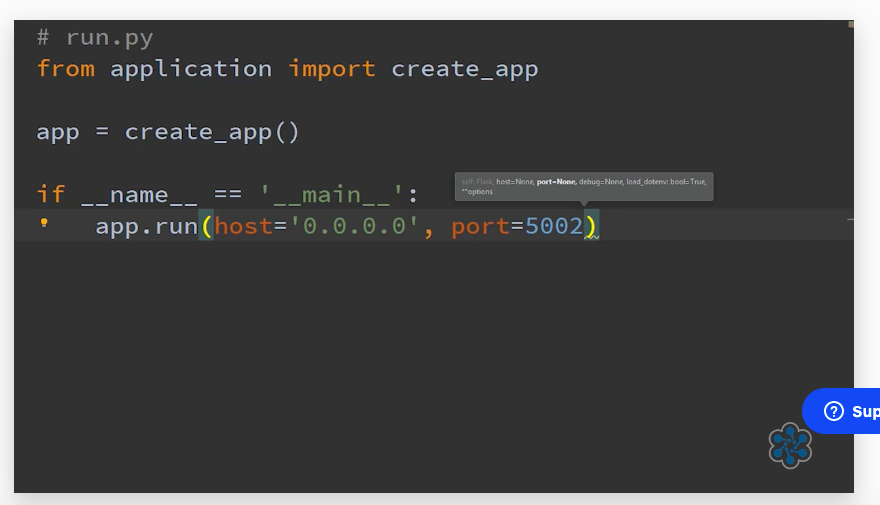 # run.py
from application import create_app
app = create_app()
if __name__ == '__main__':
self: Flask, host=None, port=None, debug=None, load_dotenv: bool=True,
**options
app.run(host='0.0.0.0', port=5002)
Sup